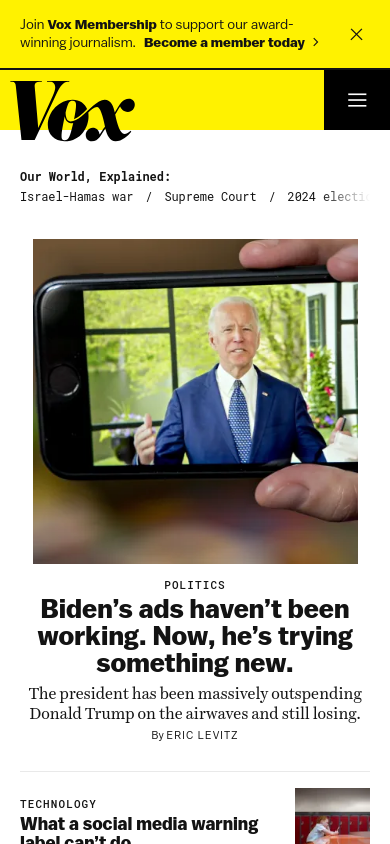 Join Vox Membership to support our award-
winning journalism. Become a member today
Vox
Our World, Explained:
Israel-Hamas war / Supreme Court / 2024 electi
POLITICS
Biden's ads haven't been
working. Now, he's trying
something new.
The president has been massively outspending
Donald Trump on the airwaves and still losing.
By ERIC LEVITZ
TECHNOLOGY
What a social media warning
label can't do